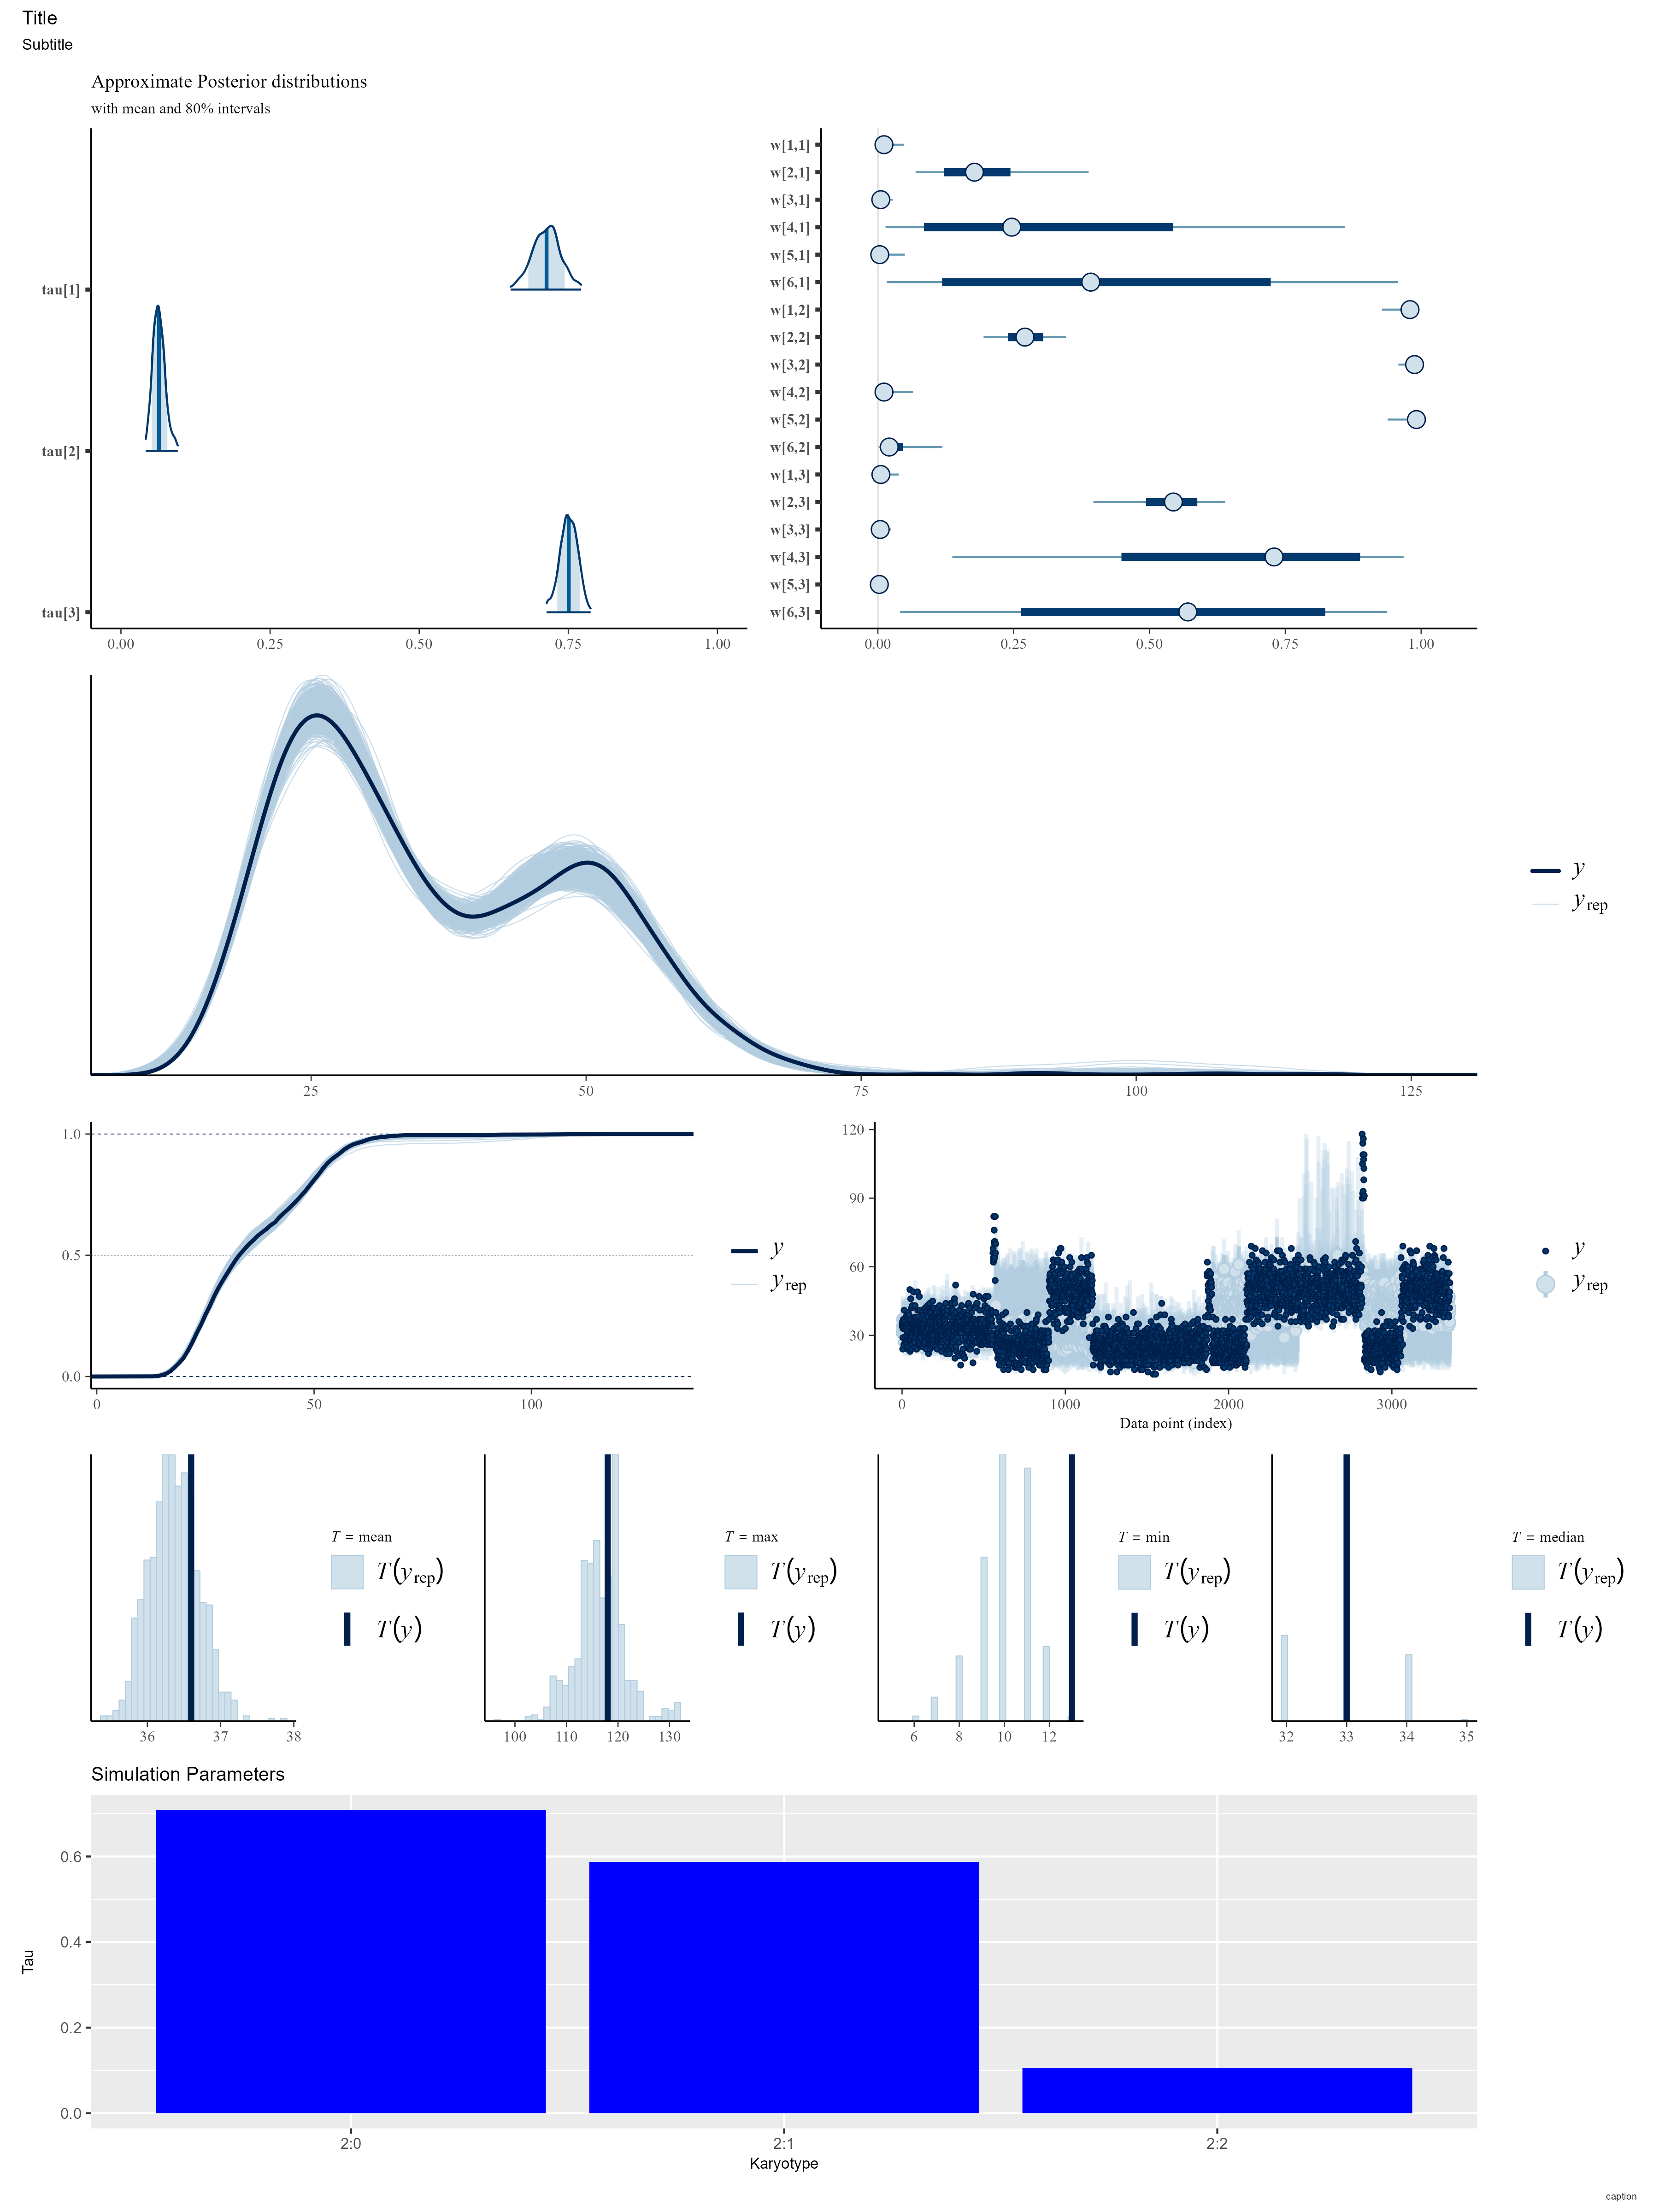 Title
Subtitle
Approximate Posterior distributions
with mean and 80% intervals
tau[1]
tau[2]
tau[3]
0.00 0.25 0.50 0.75 1.00
w[1,1]
w[2,1]
w[3,1]
w[4,1]
w[5,1]
w[6,1]
w[1,2]
w[2,2]
w[3,2]
w[4,2]
w[5,2]
w[6,2]
w[1,3]
w[2,3]
w[3,3]
w[4,3]
w[5,3]
w[6,3]
0.00 0.25 0.50 0.75 1.00
y
yrep
25 50 75 100 125
1.0
0.5
0.0
0 50 100
y
yrep
120
90
60
30
0 1000 2000 3000
Data point (index)
y
yrep
36 37 38
T = mean
T(yrep)
T(y)
100 110 120 130
T = max
T(yrep)
T(y)
6 8 10 12
T = min
T(yrep)
T(y)
32 33 34 35
T = median
T(yrep)
T(y)
Simulation Parameters
Tau
0.6
0.4
0.2
0.0
2:0 2:1 2:2
Karyotype
caption